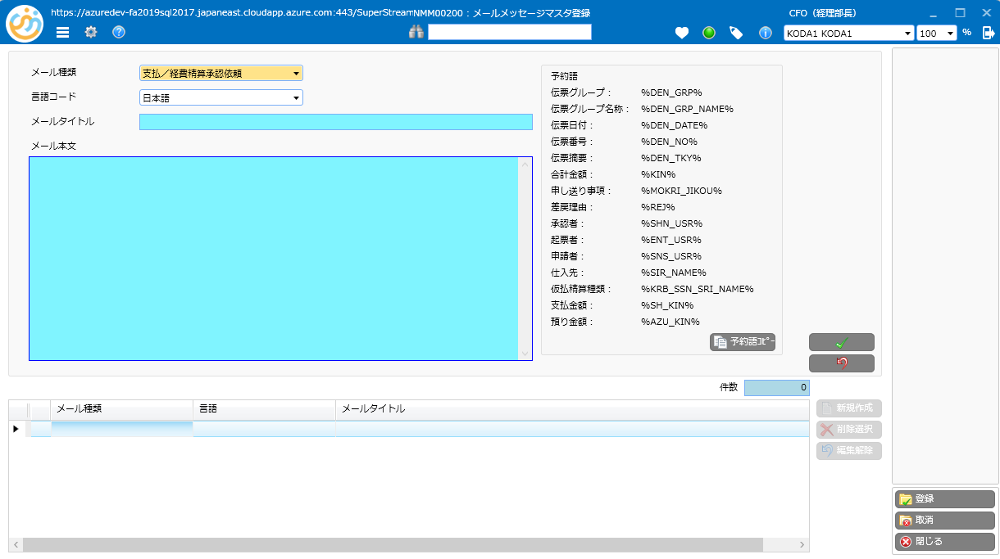 https://azuredev-fa2019sql2017.japaneast.cloudapp.azure.com:443/SuperStream NMM00200：メールメッセージマスタ登録
CFO（経理部長）
KODA1 KODA1
100
%
メール種類
支払／経費精算承認依頼
言語コード
日本語
メールタイトル
メール本文
予約語
伝票グループ： %DEN_GRP%
伝票グループ名称： %DEN_GRP_NAME%
伝票日付： %DEN_DATE%
伝票番号： %DEN_NO%
伝票摘要： %DEN_TKY%
合計金額： %KIN%
申し送り事項： %MOKRI_JIKOU%
差戻理由： %REJ%
承認者： %SHN_USR%
起票者： %ENT_USR%
申請者： %SNS_USR%
仕入先： %SIR_NAME%
仮払精算種類： %KRB_SSN_SRI_NAME%
支払金額： %SH_KIN%
預り金額： %AZU_KIN%
予約語ｺﾋﾟｰ
件数 0
メール種類 言語 メールタイトル
新規作成
削除選択
編集解除
登録
取消
閉じる